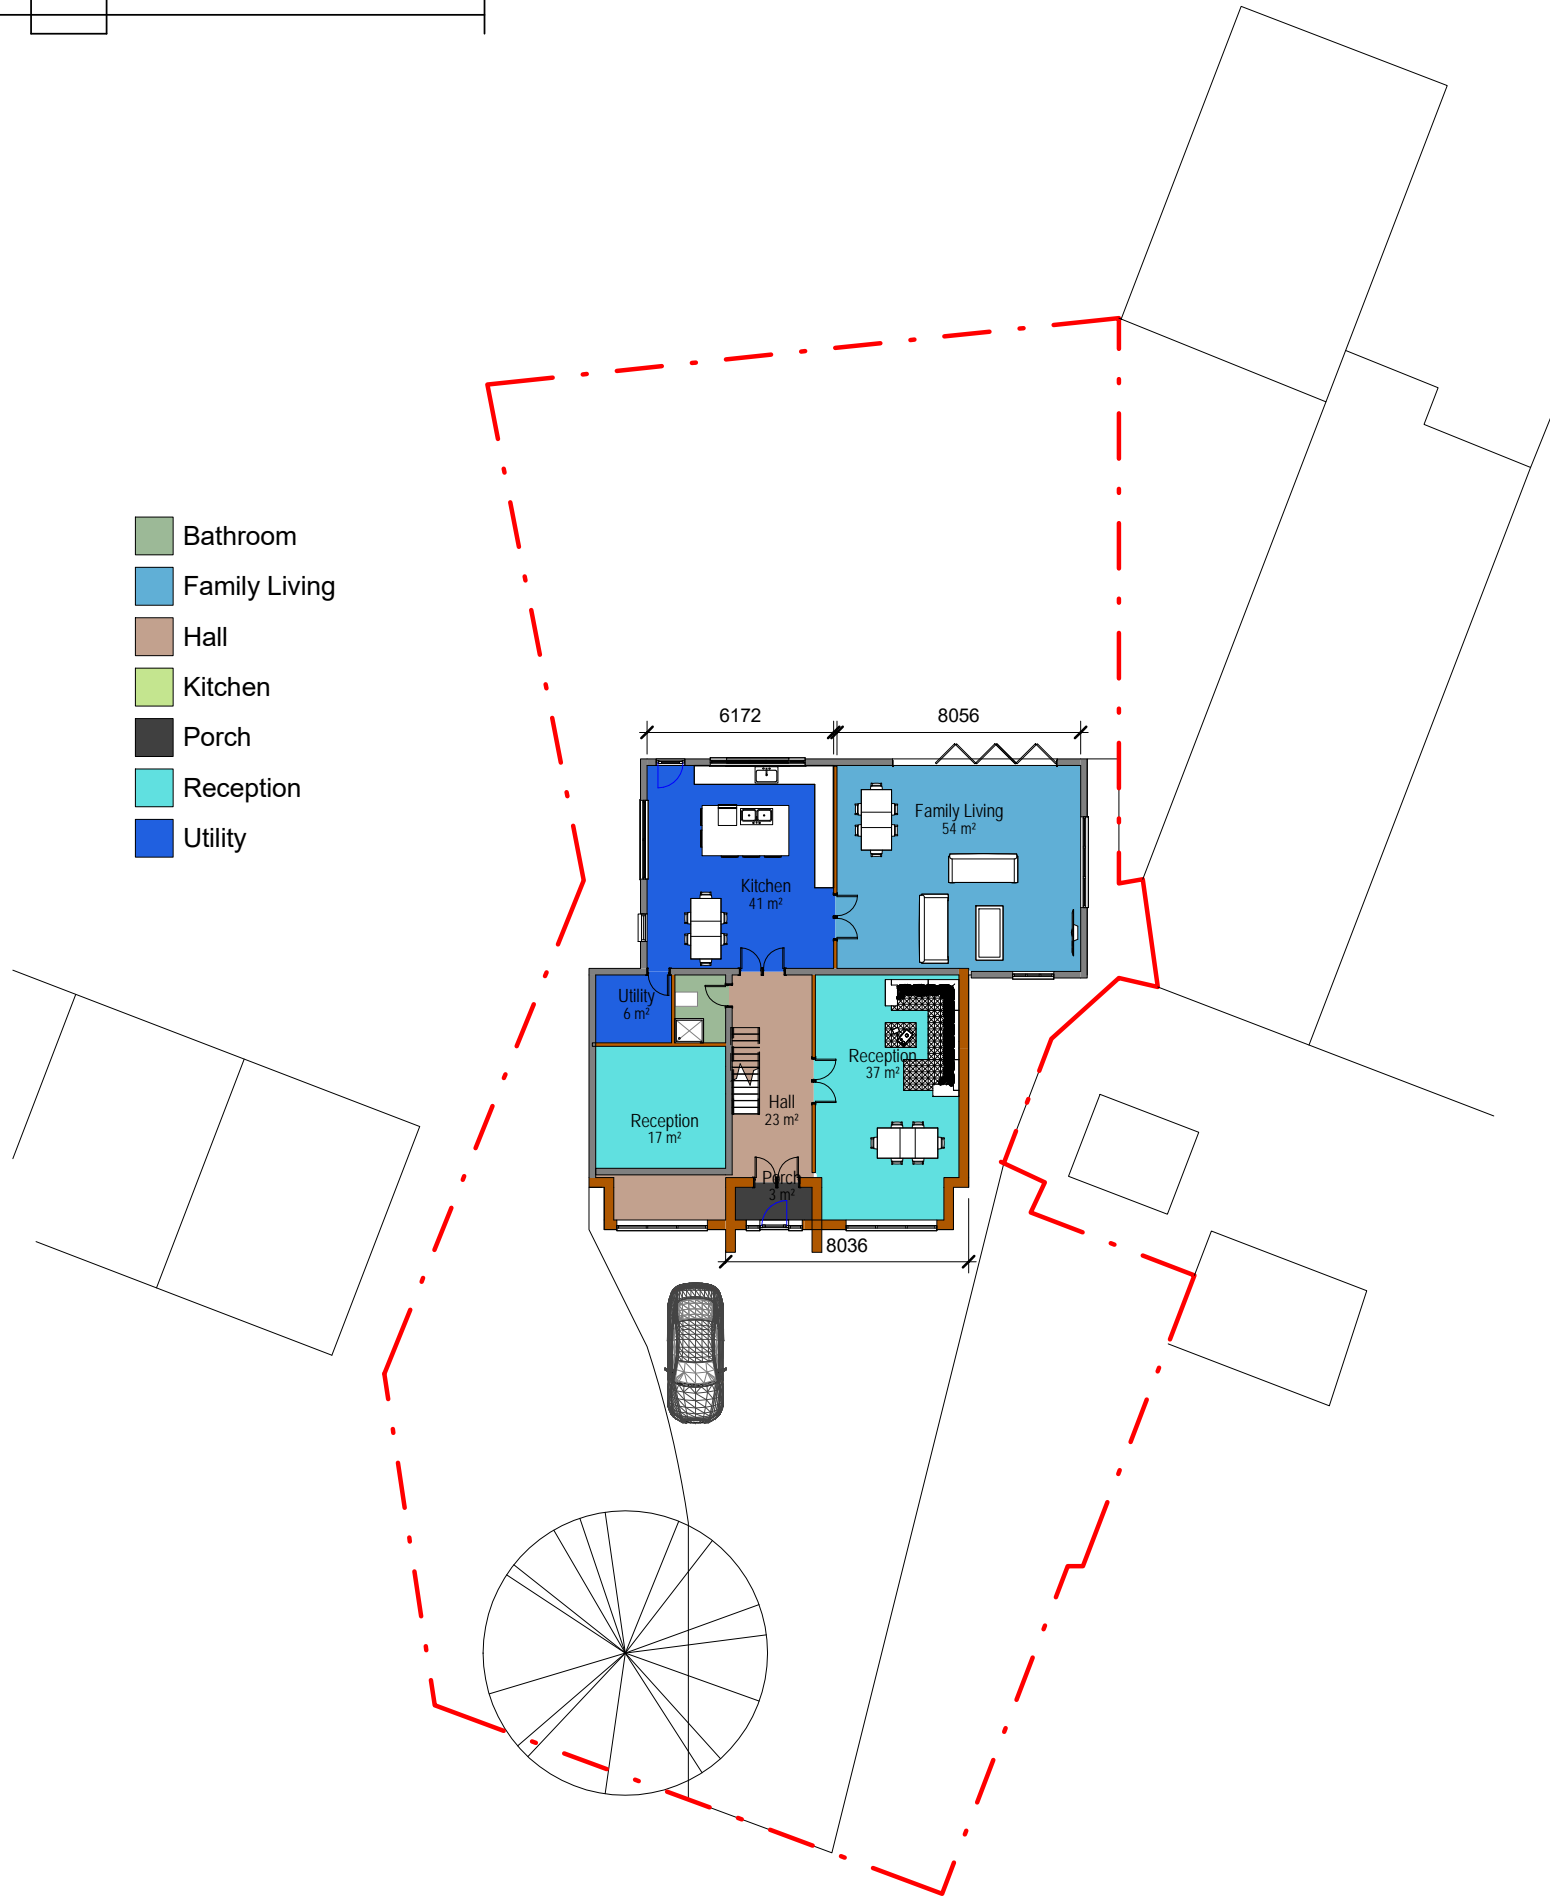 Bathroom
Family Living
Hall
Kitchen
Porch
Reception
Utility
6172
8056
Family Living
54 m²
Kitchen
41 m²
Utility
6 m²
Reception
37 m²
Hall
23 m²
Reception
17 m²
Porch
3 m²
8036